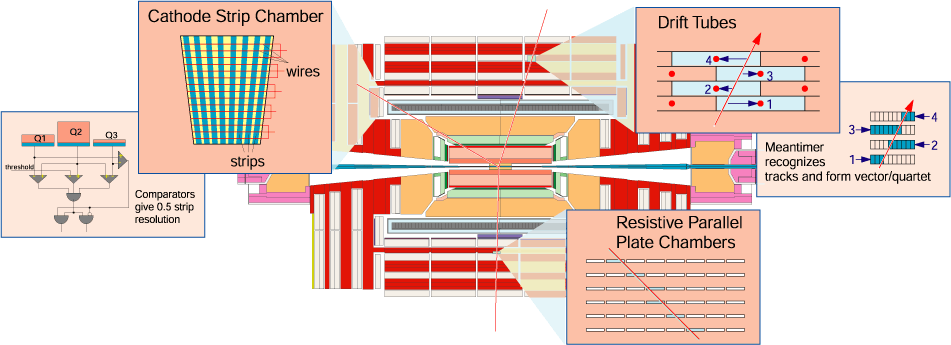 Cathode Strip Chamber
wires
strips
Q1
Q2
Q3
threshold
Comparators
give 0.5 strip
resolution
Drift Tubes
4
3
2
1
4
3
2
1
Meantimer
recognizes
tracks and form vector/quartet
Resistive Parallel
Plate Chambers